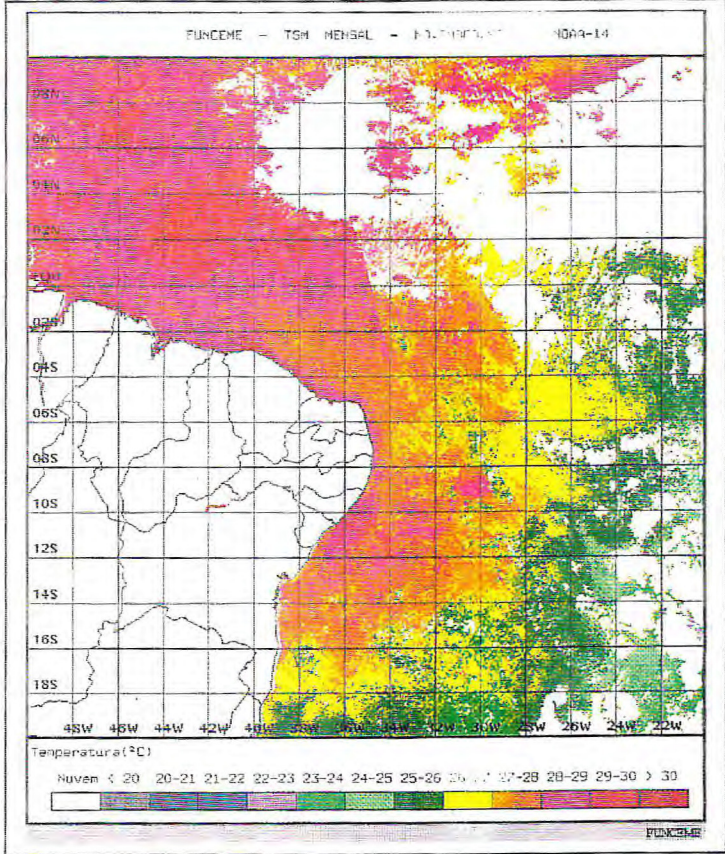 FUNCEME - TSM MENSAL - NOAA-14
08N
06N
04N
02N
02S
04S
06S
08S
10S
12S
14S
16S
18S
48W 46W 44W 42W 40W 38W 36W 34W 32W 30W 28W 26W 24W 22W
Temperatura(ºC)
Nuvem < 20 20-21 21-22 22-23 23-24 24-25 25-26 27-28 28-29 29-30 > 30
FUNCEME